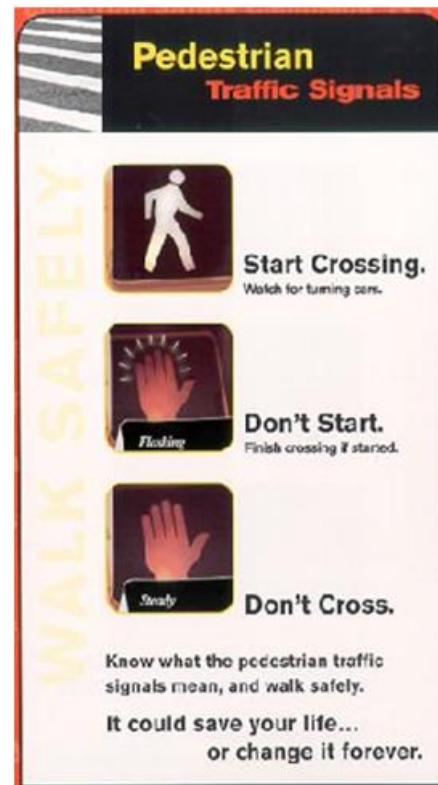 Pedestrian
Traffic Signals
WALK SAFELY
Start Crossing.
Watch for turning cars.
Flashing
Don't Start.
Finish crossing if started.
Steady
Don't Cross.
Know what the pedestrian traffic
signals mean, and walk safely.
It could save your life...
or change it forever.